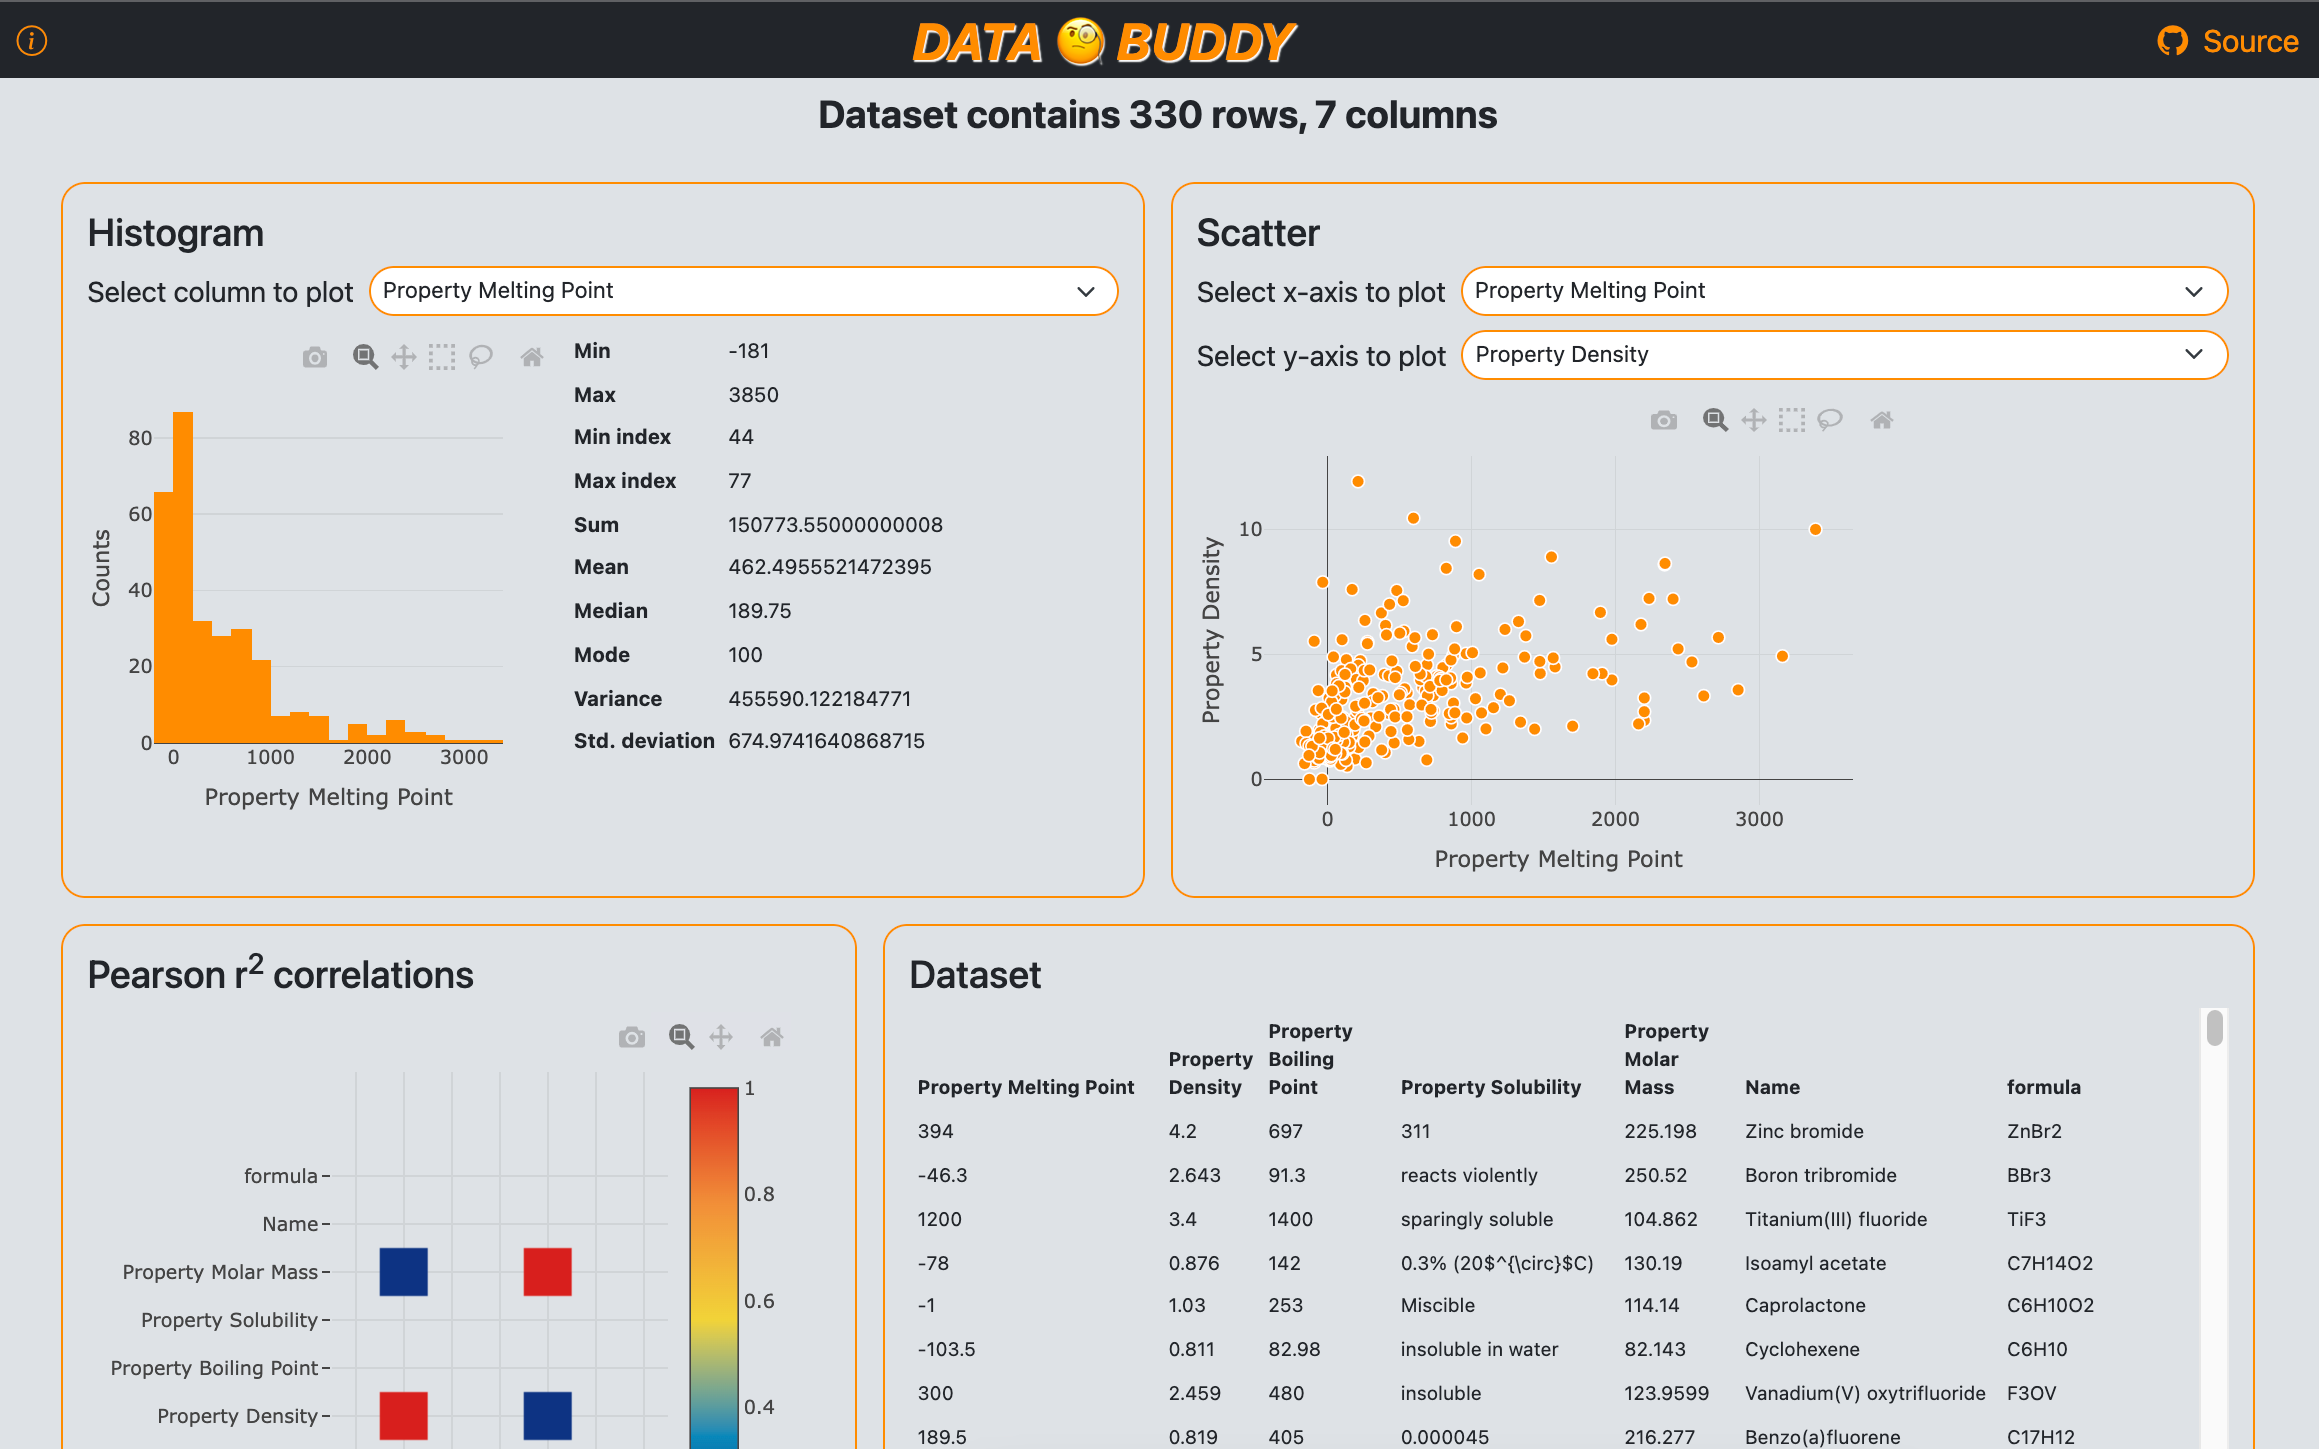 DATA BUDDY
Source
Dataset contains 330 rows, 7 columns
Histogram
Select column to plot Property Melting Point
Counts
80
60
40
20
0
0 1000 2000 3000
Property Melting Point
Min -181
Max 3850
Min index 44
Max index 77
Sum 150773.55000000008
Mean 462.4955521472395
Median 189.75
Mode 100
Variance 455590.122184771
Std. deviation 674.9741640868715
Scatter
Select x-axis to plot Property Melting Point
Select y-axis to plot Property Density
Property Density
10
5
0
0 1000 2000 3000
Property Melting Point
Pearson r2 correlations
formula
Name
Property Molar Mass
Property Solubility
Property Boiling Point
Property Density
1
0.8
0.6
0.4
Dataset
Property Melting Point Property Density Property Boiling Point Property Solubility Property Molar Mass Name formula
394 4.2 697 311 225.198 Zinc bromide ZnBr2
-46.3 2.643 91.3 reacts violently 250.52 Boron tribromide BBr3
1200 3.4 1400 sparingly soluble 104.862 Titanium(III) fluoride TiF3
-78 0.876 142 0.3% (20$^{\circ}$C) 130.19 Isoamyl acetate C7H14O2
-1 1.03 253 Miscible 114.14 Caprolactone C6H10O2
-103.5 0.811 82.98 insoluble in water 82.143 Cyclohexene C6H10
300 2.459 480 insoluble 123.9599 Vanadium(V) oxytrifluoride F3OV
189.5 0.819 405 0.000045 216.277 Benzo(a)fluorene C17H12